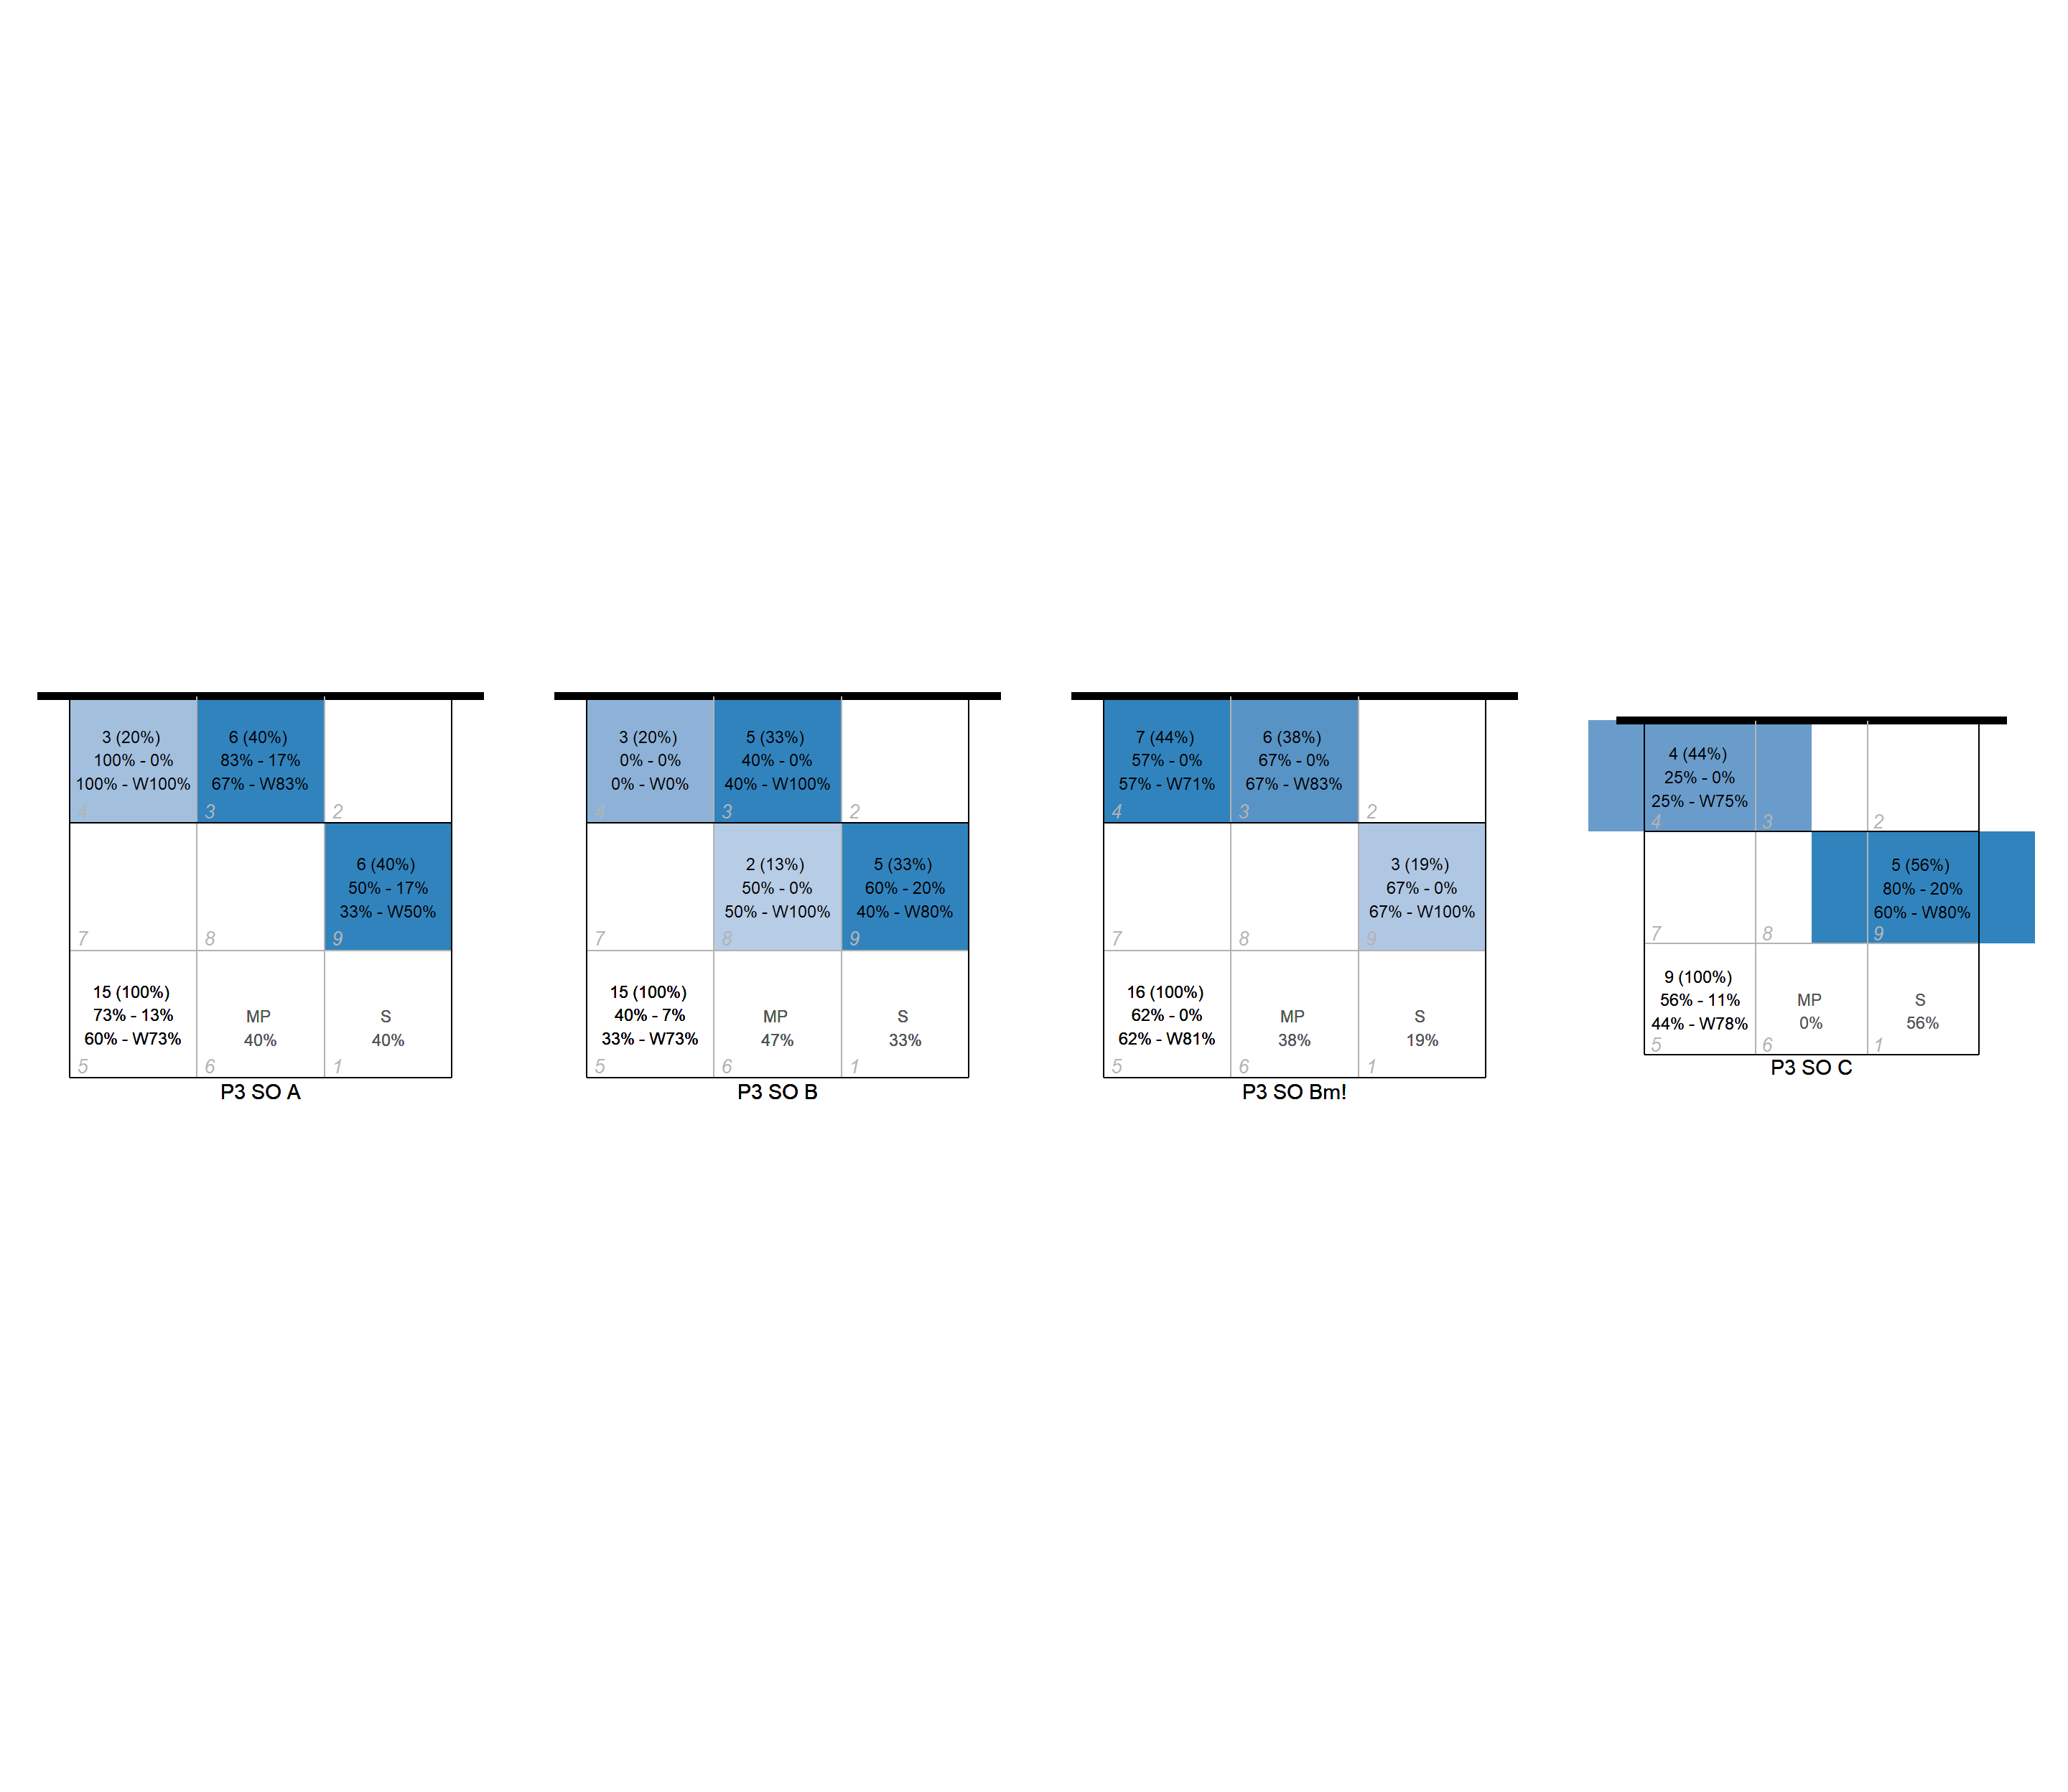 3 (20%)
100% - 0%
100% - W100%
4
6 (40%)
83% - 17%
67% - W83%
3
2
7
8
6 (40%)
50% - 17%
33% - W50%
9
15 (100%)
73% - 13%
60% - W73%
5
MP
40%
6
S
40%
1
P3 SO A
3 (20%)
0% - 0%
0% - W0%
4
5 (33%)
40% - 0%
40% - W100%
3
2
7
2 (13%)
50% - 0%
50% - W100%
8
5 (33%)
60% - 20%
40% - W80%
9
15 (100%)
40% - 7%
33% - W73%
5
MP
47%
6
S
33%
1
P3 SO B
7 (44%)
57% - 0%
57% - W71%
4
6 (38%)
67% - 0%
67% - W83%
3
2
7
8
3 (19%)
67% - 0%
67% - W100%
9
16 (100%)
62% - 0%
62% - W81%
5
MP
38%
6
S
19%
1
P3 SO Bm!
4 (44%)
25% - 0%
25% - W75%
4
3
2
7
8
5 (56%)
80% - 20%
60% - W80%
9
9 (100%)
56% - 11%
44% - W78%
5
MP
0%
6
S
56%
1
P3 SO C